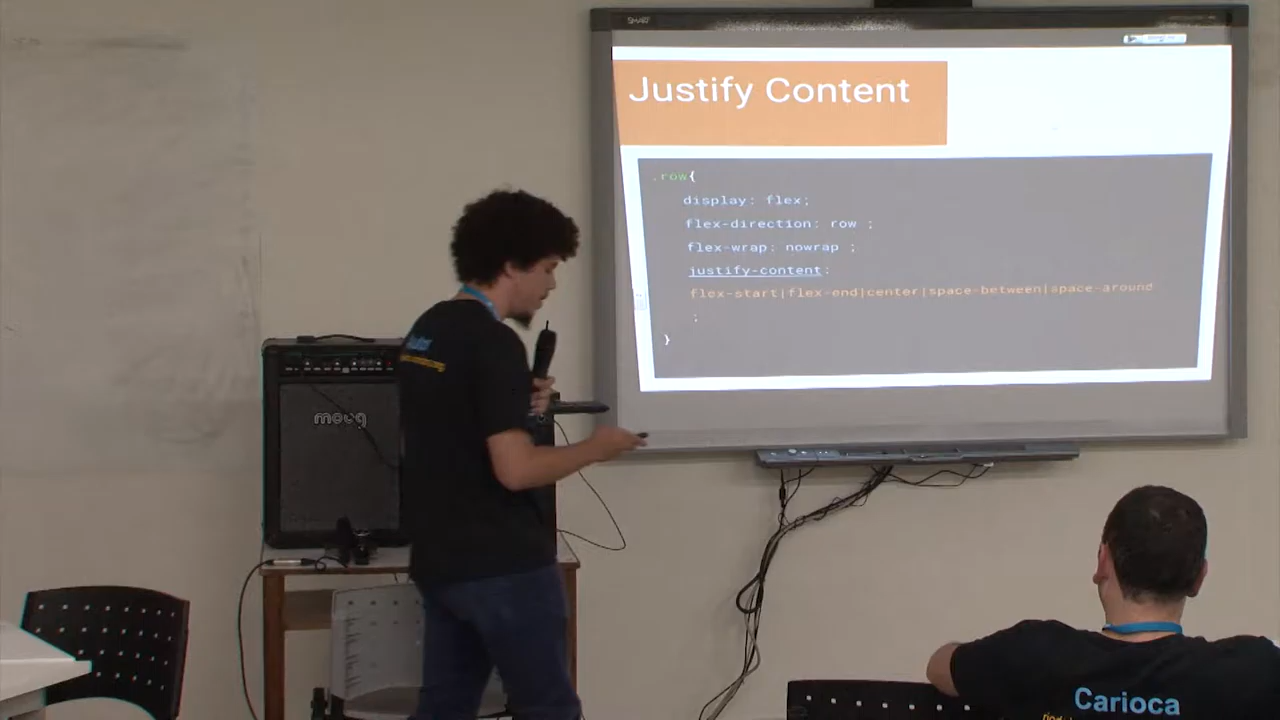 SMART
Justify Content
.row{
display: flex;
flex-direction: row ;
flex-wrap: nowrap ;
justify-content:
flex-start|flex-end|center|space-between|space-around
;
}
moog
Carioca